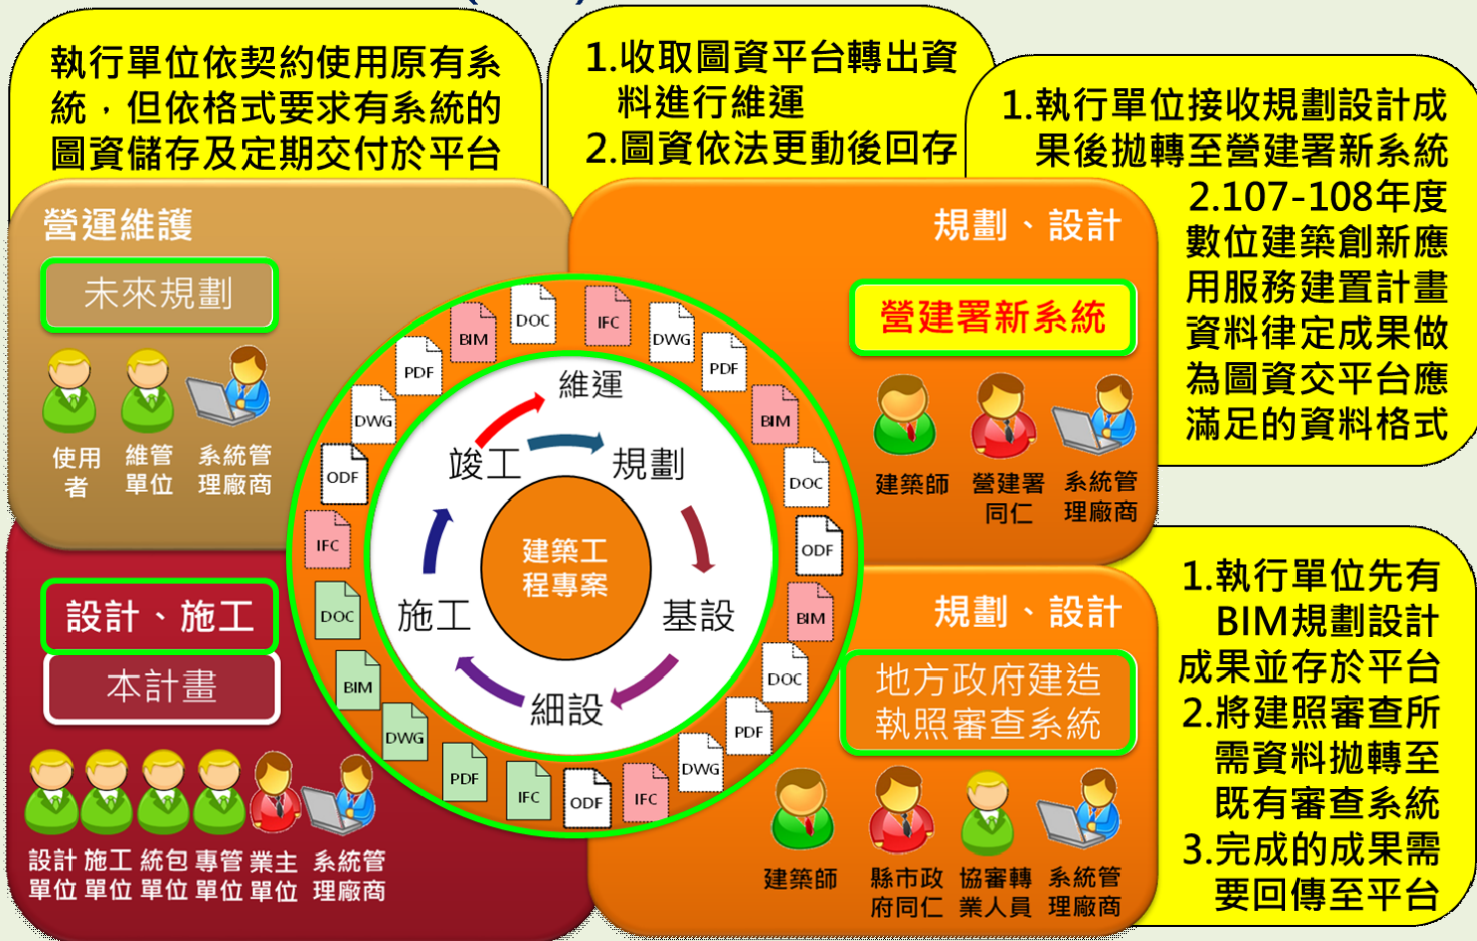 執行單位依契約使用原有系
統，但依格式要求有系統的
圖資儲存及定期交付於平台
1.收取圖資平台轉出資
料進行維運
2.圖資依法更動後回存
1.執行單位接收規劃設計成
果後拋轉至營建署新系統
2.107-108年度
數位建築創新應
用服務建置計畫
資料律定成果做
為圖資交平台應
滿足的資料格式
營運維護
未來規劃
使用
者
維管
單位
系統管
理廠商
規劃、設計
營建署新系統
建築師
營建署
同仁
系統管
理廠商
設計、施工
本計畫
設計
單位
施工
單位
統包
單位
專管
單位
業主
單位
系統管
理廠商
規劃、設計
地方政府建造
執照審查系統
建築師
縣市政
府同仁
協審轉
業人員
系統管
理廠商
1.執行單位先有
BIM規劃設計
成果並存於平台
2.將建照審查所
需資料拋轉至
既有審查系統
3.完成的成果需
要回傳至平台
維運
規劃
基設
細設
施工
竣工
建築工
程專案
IFC
DWG
PDF
BIM
DOC
ODF
BIM
DOC
PDF
DWG
IFC
ODF
IFC
PDF
DWG
BIM
DOC
IFC
ODF
DWG
PDF
BIM
DOC